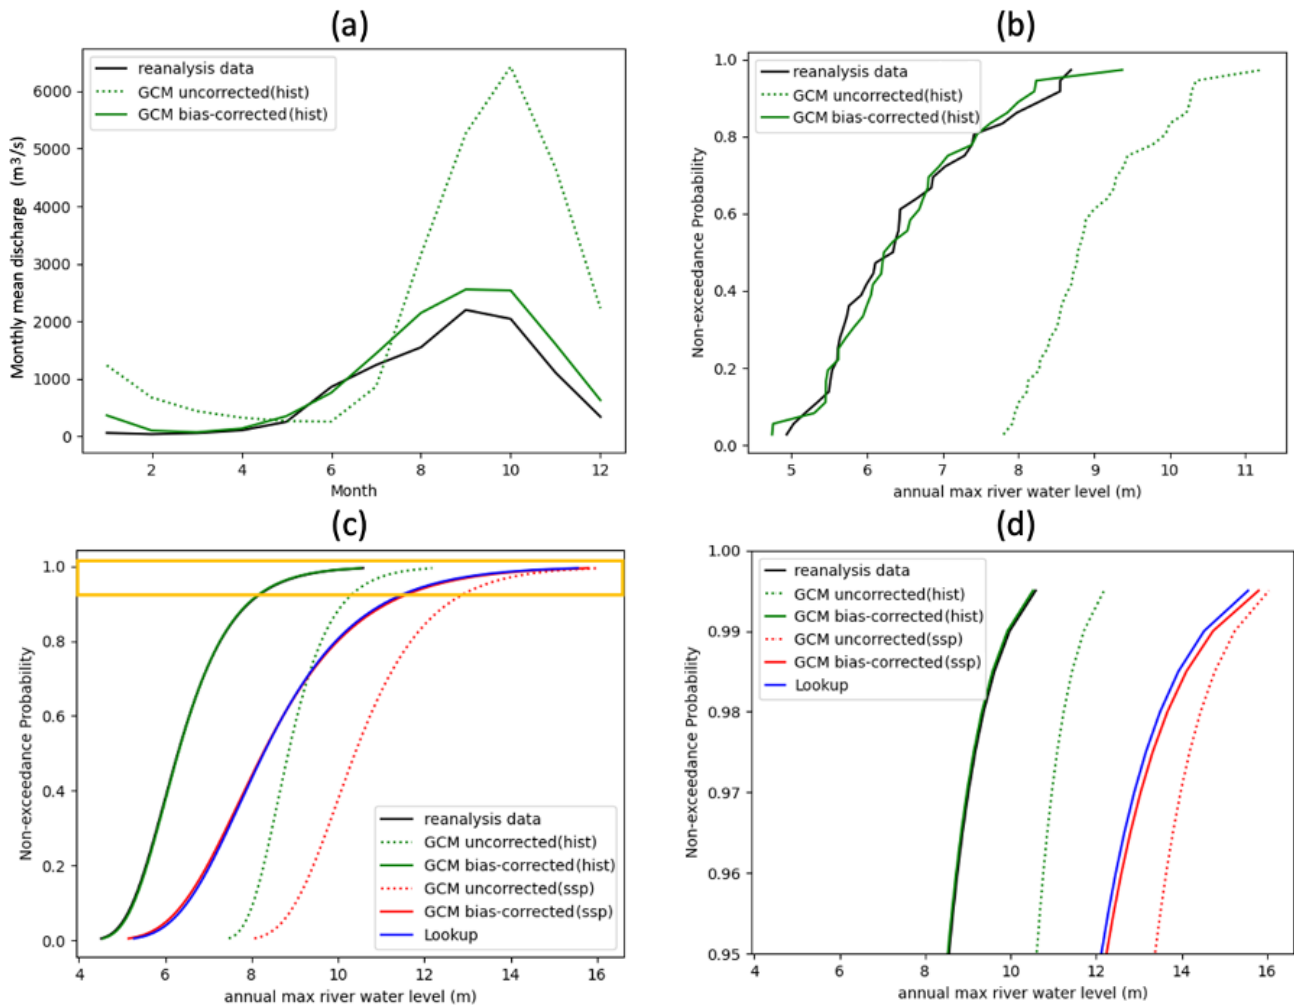 (a)
reanalysis data
GCM uncorrected(hist)
GCM bias-corrected(hist)
Monthly mean discharge (m³/s)
6000
5000
4000
3000
2000
1000
0
2 4 6 8 10 12
Month
(b)
reanalysis data
GCM uncorrected(hist)
GCM bias-corrected(hist)
Non-exceedance Probability
1.0
0.8
0.6
0.4
0.2
0.0
5 6 7 8 9 10 11
annual max river water level (m)
(c)
Non-exceedance Probability
1.0
0.8
0.6
0.4
0.2
0.0
reanalysis data
GCM uncorrected(hist)
GCM bias-corrected(hist)
GCM uncorrected(ssp)
GCM bias-corrected(ssp)
Lookup
4 6 8 10 12 14 16
annual max river water level (m)
(d)
reanalysis data
GCM uncorrected(hist)
GCM bias-corrected(hist)
GCM uncorrected(ssp)
GCM bias-corrected(ssp)
Lookup
Non-exceedance Probability
1.00
0.99
0.98
0.97
0.96
0.95
4 6 8 10 12 14 16
annual max river water level (m)